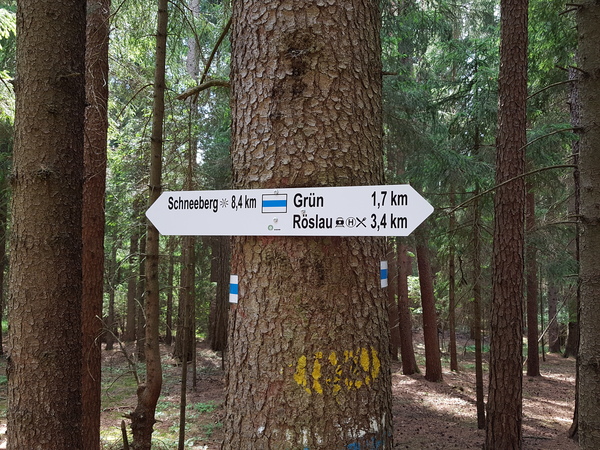 Schneeberg 8,4 km
Grün 1,7 km
Röslau H 3,4 km